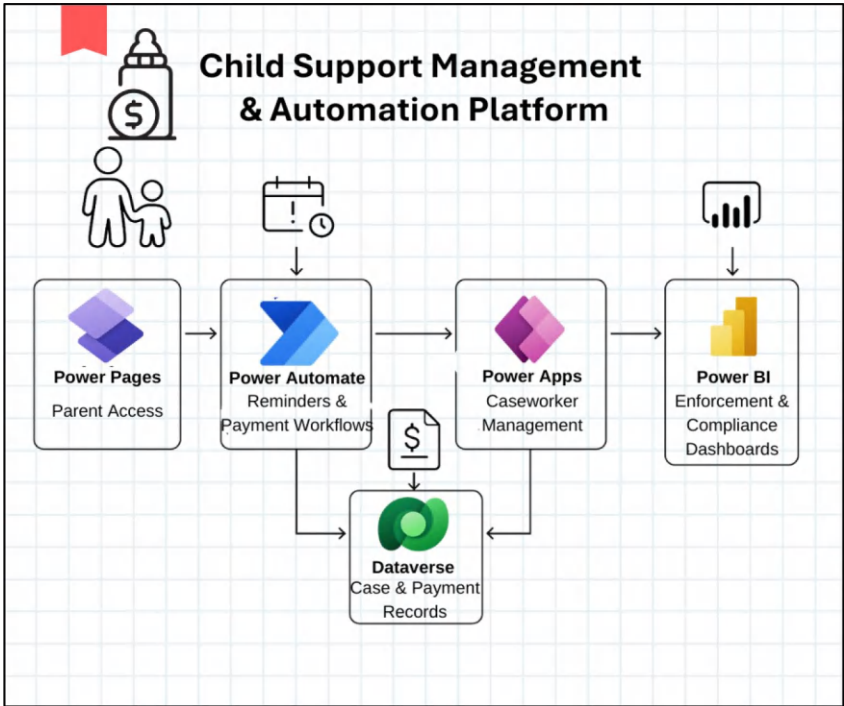 Child Support Management
& Automation Platform
$
!
Power Pages
Parent Access
Power Automate
Reminders &
Payment Workflows
Power Apps
Caseworker
Management
Power BI
Enforcement &
Compliance
Dashboards
$
Dataverse
Case & Payment
Records